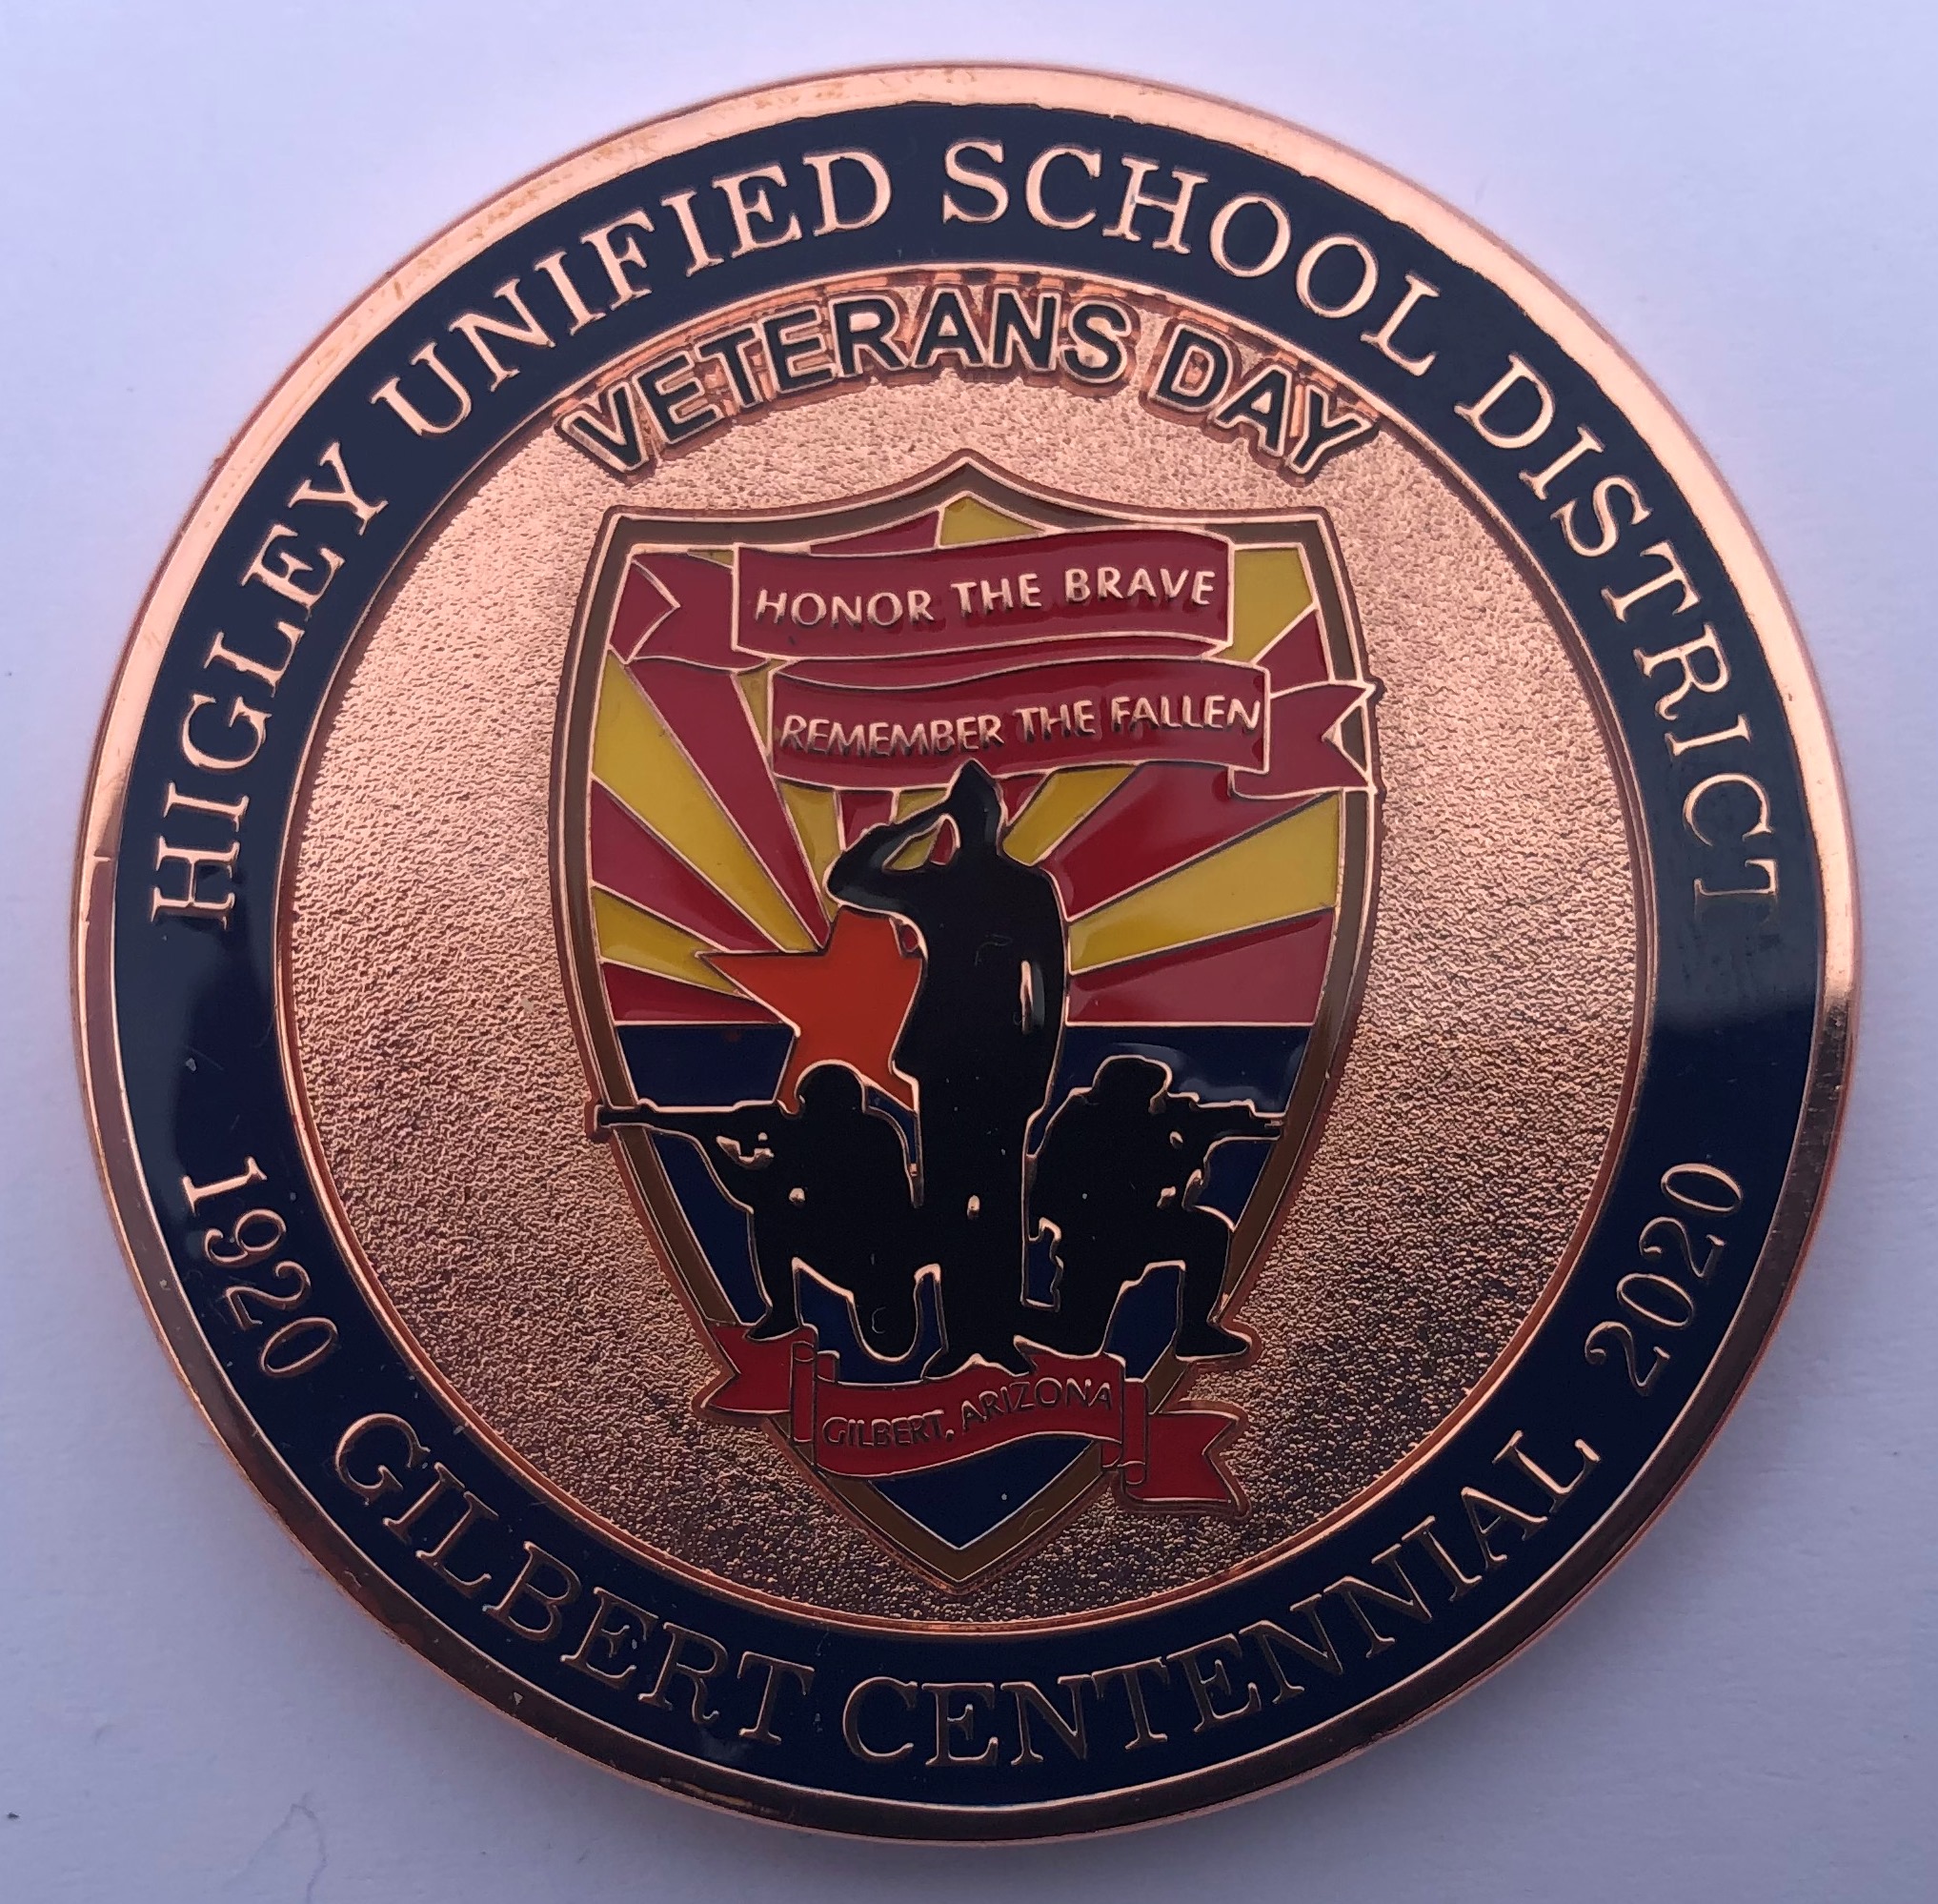 HIGLEY UNIFIED SCHOOL DISTRICT
VETERANS DAY
HONOR THE BRAVE
REMEMBER THE FALLEN
GILBERT, ARIZONA
1920 GILBERT CENTENNIAL 2020